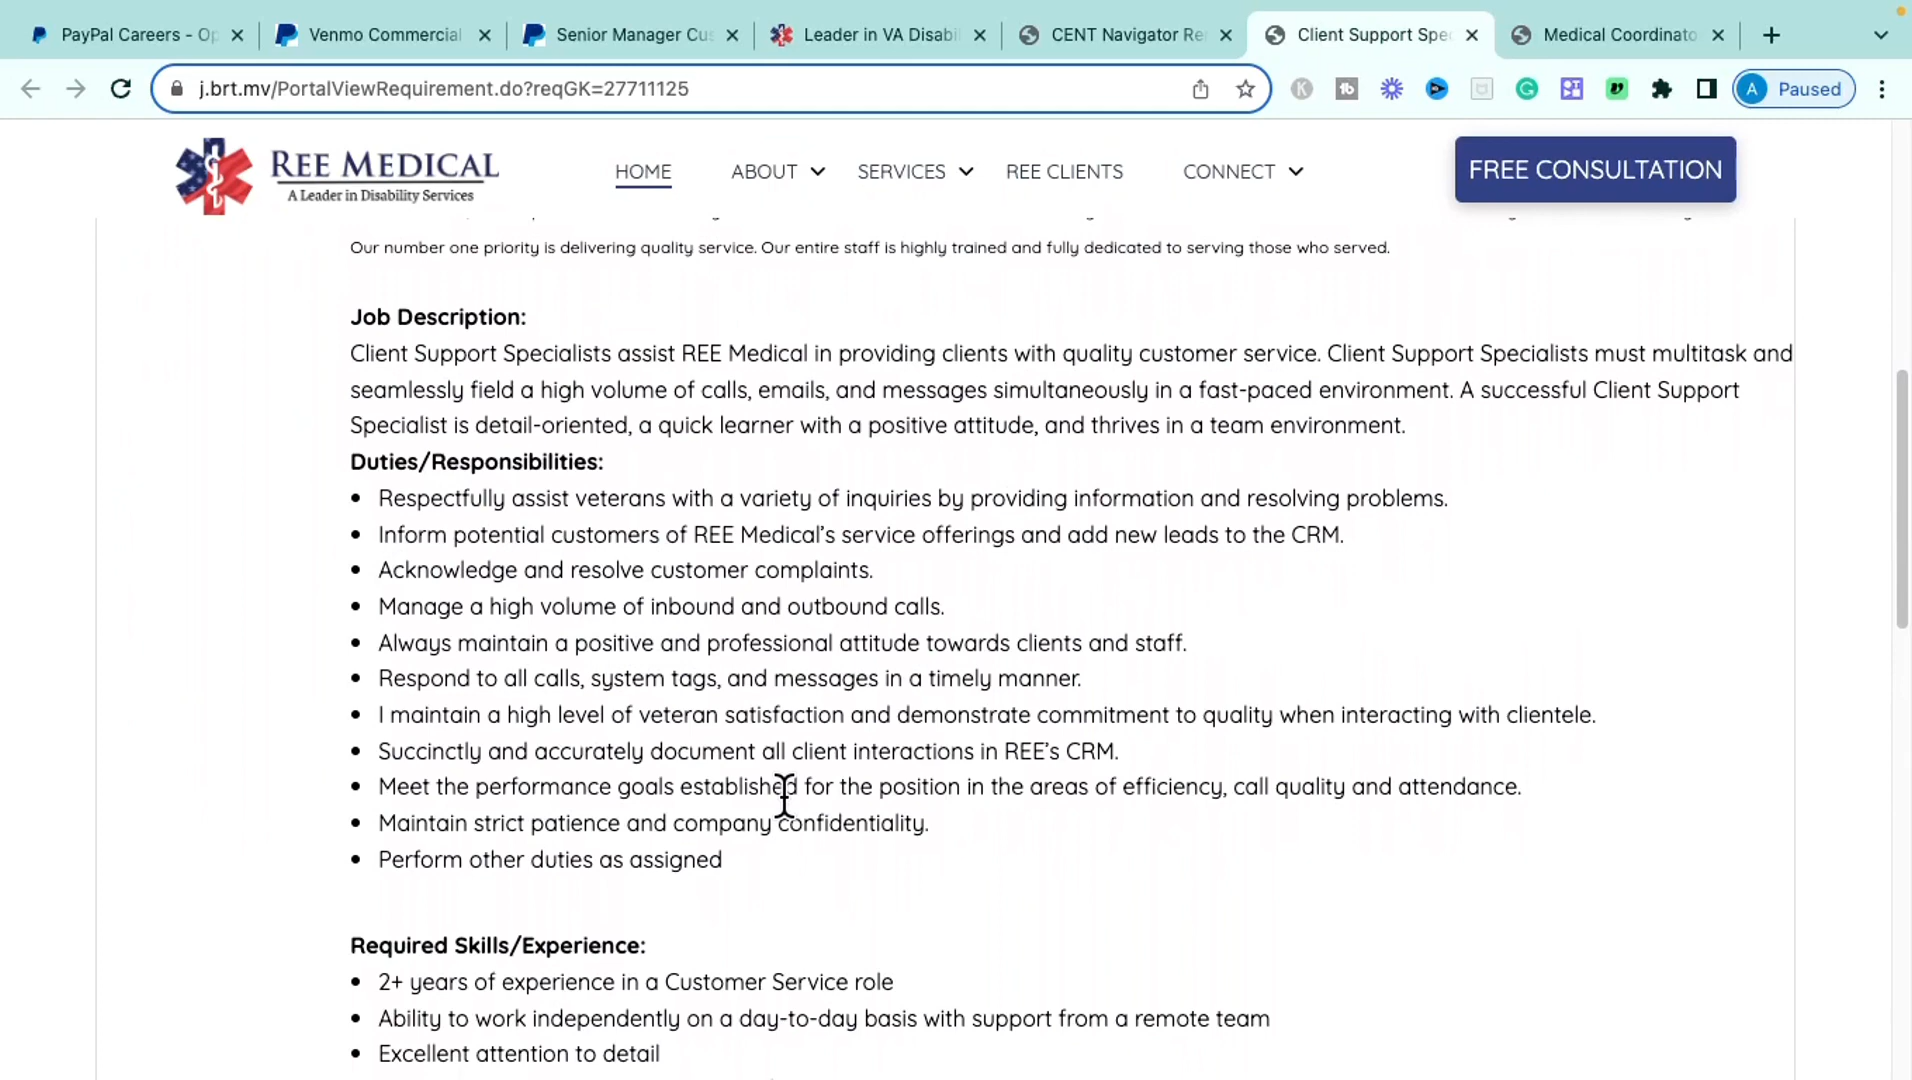 PayPal Careers - Op
Venmo Commercial
Senior Manager Cus
Leader in VA Disabil
CENT Navigator Re
Client Support Spec
Medical Coordinato
j.brt.mv/PortalViewRequirement.do?reqGK=27711125
A Paused
REE MEDICAL
A Leader in Disability Services
HOME
ABOUT
SERVICES
REE CLIENTS
CONNECT
FREE CONSULTATION
Our number one priority is delivering quality service. Our entire staff is highly trained and fully dedicated to serving those who served.
Job Description:
Client Support Specialists assist REE Medical in providing clients with quality customer service. Client Support Specialists must multitask and
seamlessly field a high volume of calls, emails, and messages simultaneously in a fast-paced environment. A successful Client Support
Specialist is detail-oriented, a quick learner with a positive attitude, and thrives in a team environment.
Duties/Responsibilities:
• Respectfully assist veterans with a variety of inquiries by providing information and resolving problems.
• Inform potential customers of REE Medical’s service offerings and add new leads to the CRM.
• Acknowledge and resolve customer complaints.
• Manage a high volume of inbound and outbound calls.
• Always maintain a positive and professional attitude towards clients and staff.
• Respond to all calls, system tags, and messages in a timely manner.
• I maintain a high level of veteran satisfaction and demonstrate commitment to quality when interacting with clientele.
• Succinctly and accurately document all client interactions in REE’s CRM.
• Meet the performance goals established for the position in the areas of efficiency, call quality and attendance.
• Maintain strict patience and company confidentiality.
• Perform other duties as assigned
Required Skills/Experience:
• 2+ years of experience in a Customer Service role
• Ability to work independently on a day-to-day basis with support from a remote team
• Excellent attention to detail